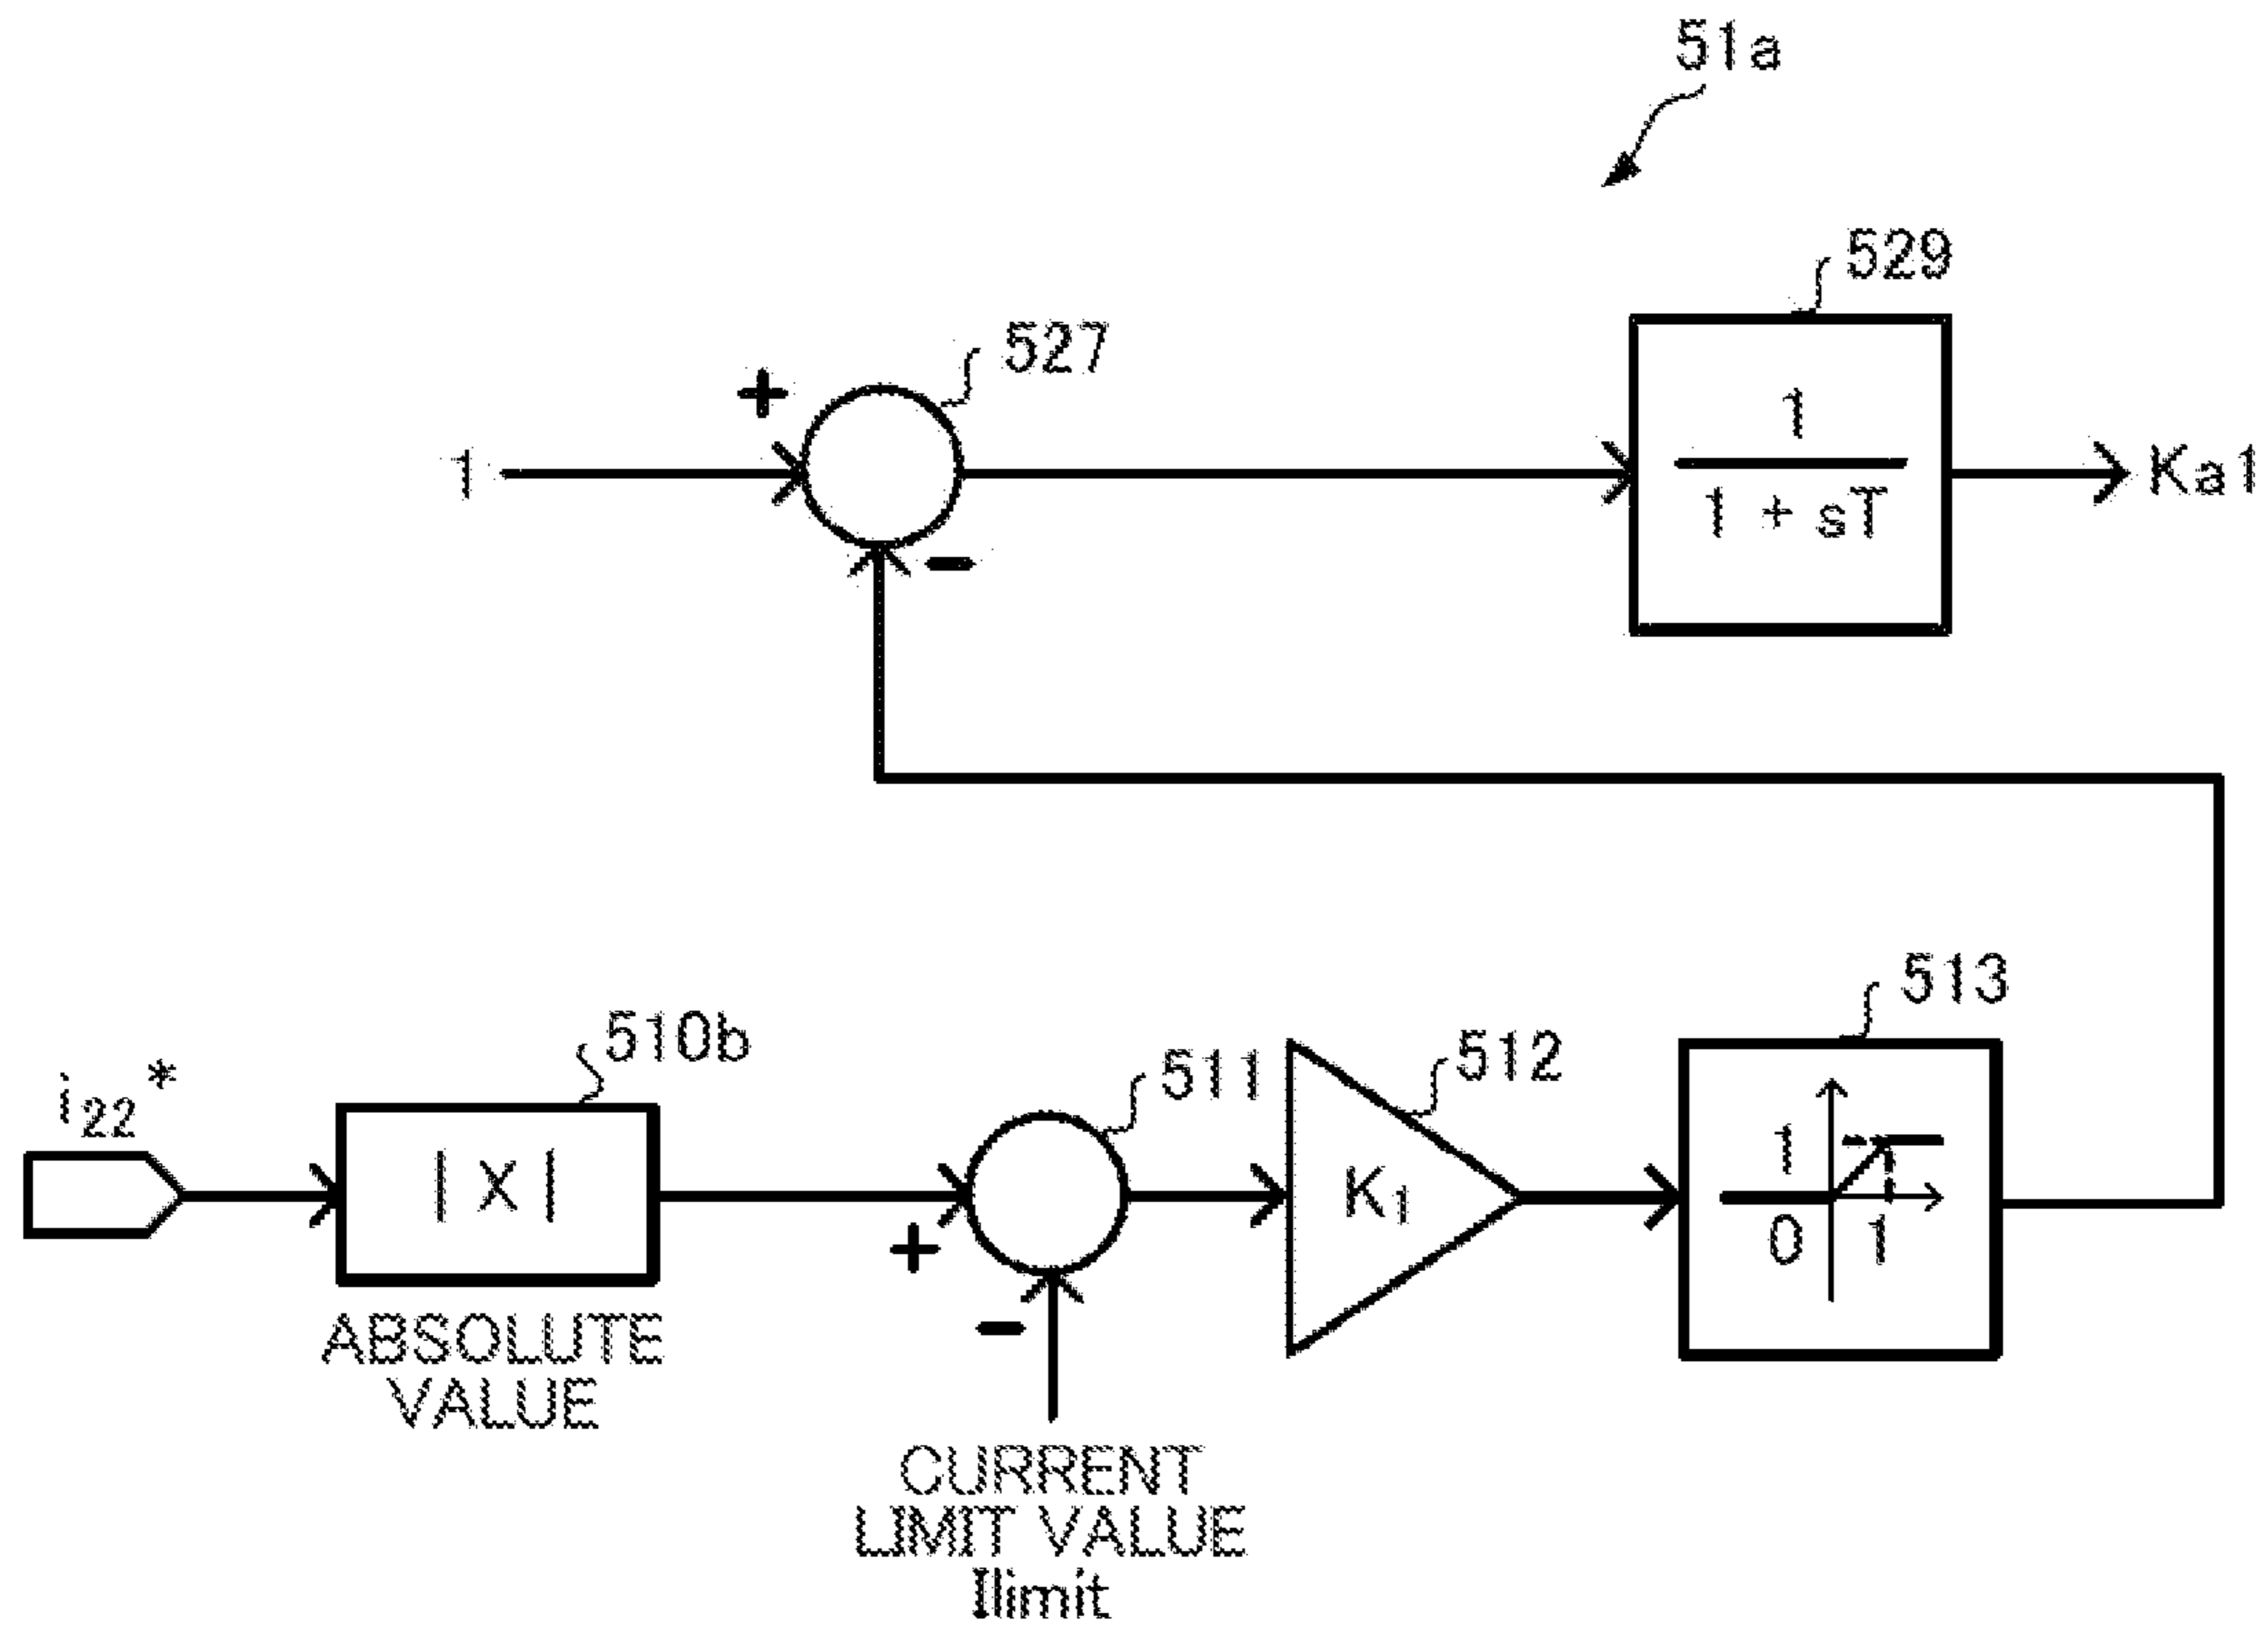 51a
529
527
+
1
1
1 + sT
Ka1
-
513
510b
511
512
i22*
| X |
K1
1
0 1
+
-
ABSOLUTE
VALUE
CURRENT
LIMIT VALUE
Ilimit